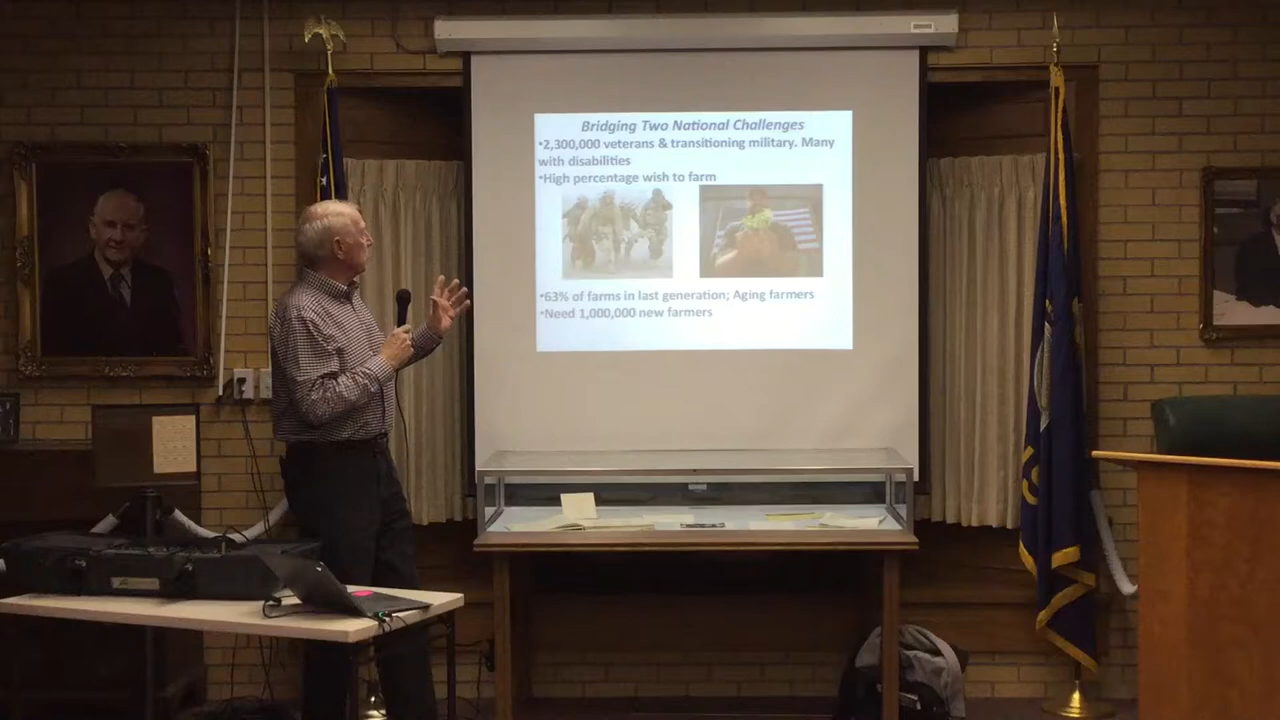 Bridging Two National Challenges
•2,300,000 veterans & transitioning military. Many
with disabilities
•High percentage wish to farm
•63% of farms in last generation; Aging farmers
•Need 1,000,000 new farmers